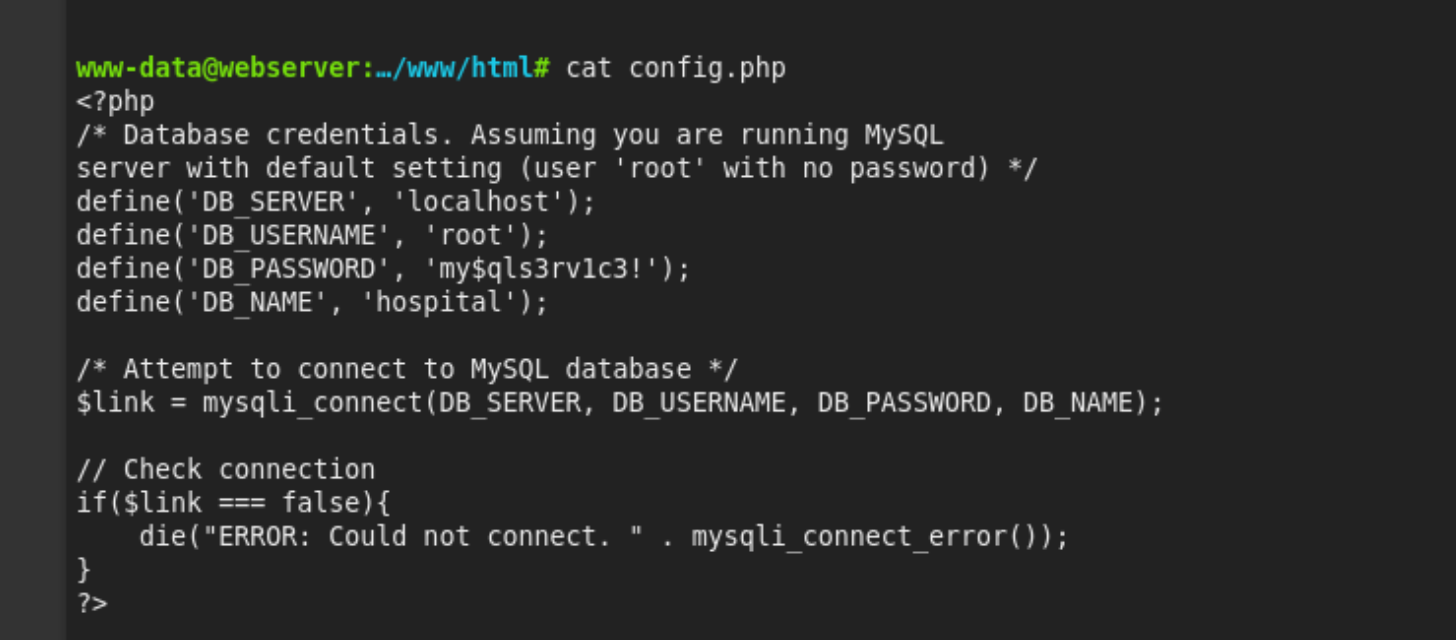 www-data@webserver:…/www/html# cat config.php
<?php
/* Database credentials. Assuming you are running MySQL
server with default setting (user 'root' with no password) */
define('DB_SERVER', 'localhost');
define('DB_USERNAME', 'root');
define('DB_PASSWORD', 'my$qls3rv1c3!');
define('DB_NAME', 'hospital');

/* Attempt to connect to MySQL database */
$link = mysqli_connect(DB_SERVER, DB_USERNAME, DB_PASSWORD, DB_NAME);

// Check connection
if($link === false){
    die("ERROR: Could not connect. " . mysqli_connect_error());
}
?>